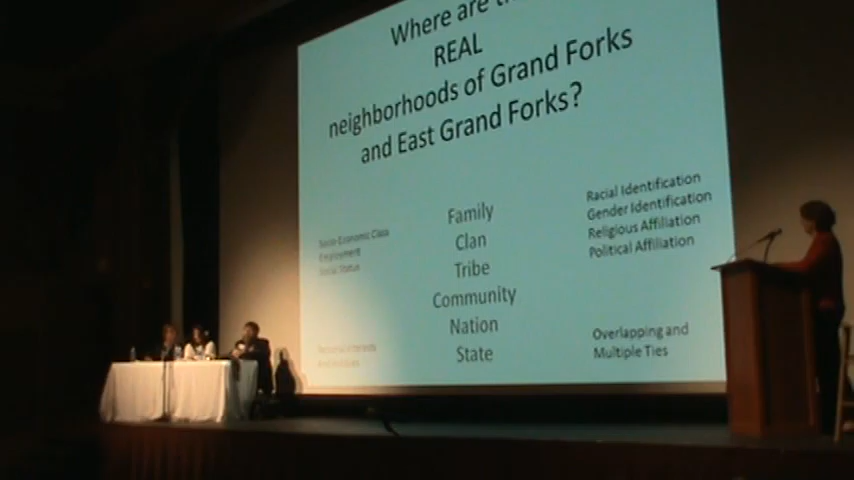 Where are
REAL
neighborhoods of Grand Forks
and East Grand Forks?
Socio-Economic Class
Employment
Social Status
Family
Clan
Tribe
Community
Nation
State
Racial Identification
Gender Identification
Religious Affiliation
Political Affiliation
Overlapping and
Multiple Ties